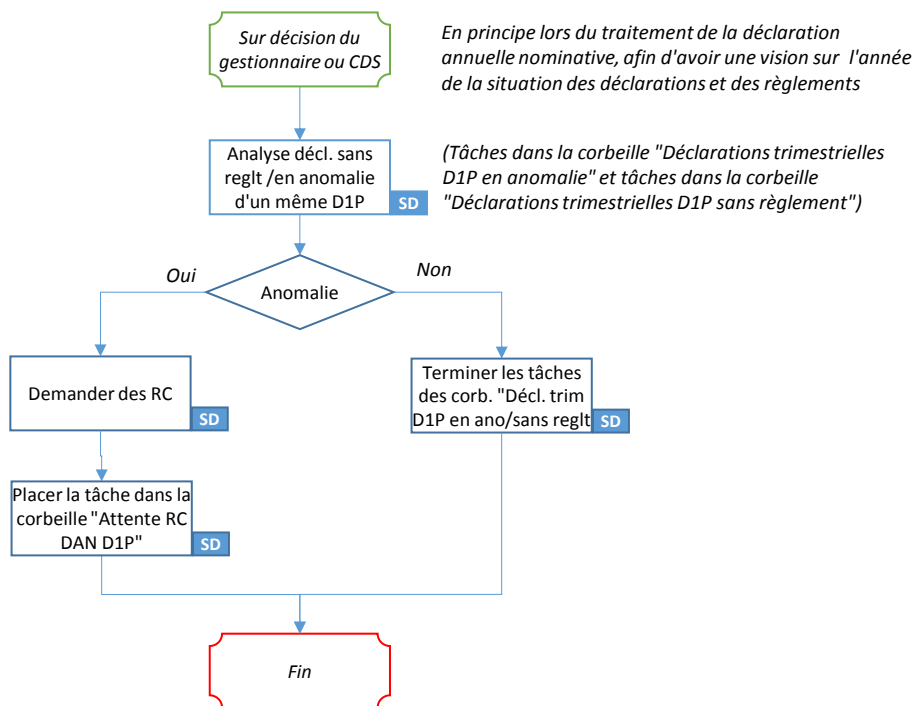 Sur décision du
gestionnaire ou CDS
En principe lors du traitement de la déclaration
annuelle nominative, afin d'avoir une vision sur l'année
de la situation des déclarations et des règlements
Analyse décl. sans
reglt /en anomalie
d'un même D1P
SD
(Tâches dans la corbeille "Déclarations trimestrielles
D1P en anomalie" et tâches dans la corbeille
"Déclarations trimestrielles D1P sans règlement")
Oui
Anomalie
Non
Demander des RC
SD
Terminer les tâches
des corb. "Décl. trim
D1P en ano/sans reglt
SD
Placer la tâche dans la
corbeille "Attente RC
DAN D1P"
SD
Fin